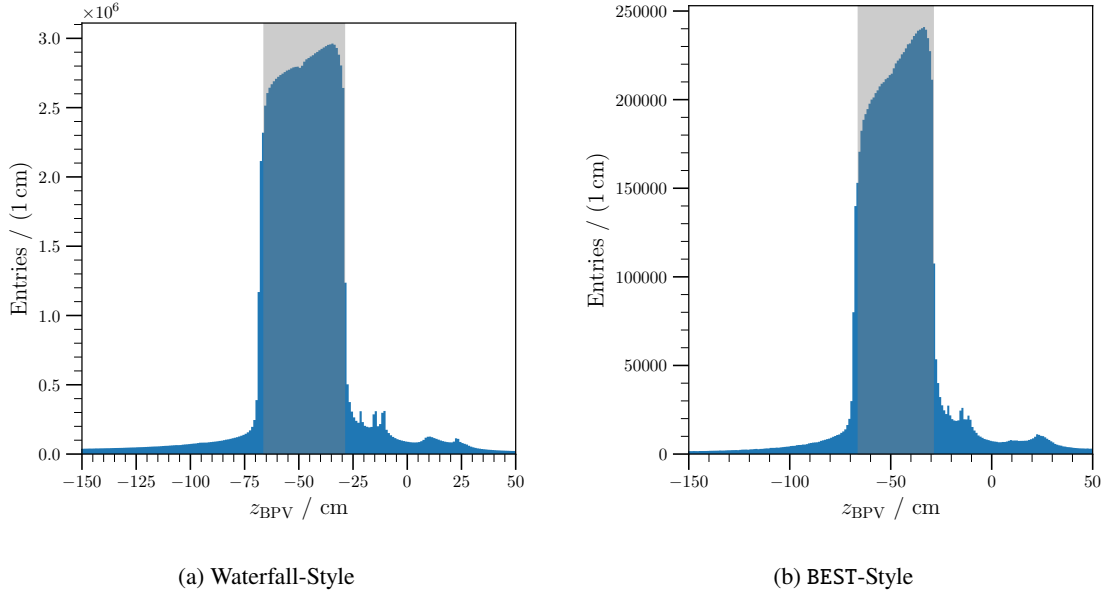 ×10⁶
3.0
2.5
2.0
1.5
1.0
0.5
0.0
Entries / (1 cm)
−150 −125 −100 −75 −50 −25 0 25 50
z_BPV / cm
(a) Waterfall-Style
250000
200000
150000
100000
50000
0
Entries / (1 cm)
−150 −100 −50 0 50
z_BPV / cm
(b) BEST-Style